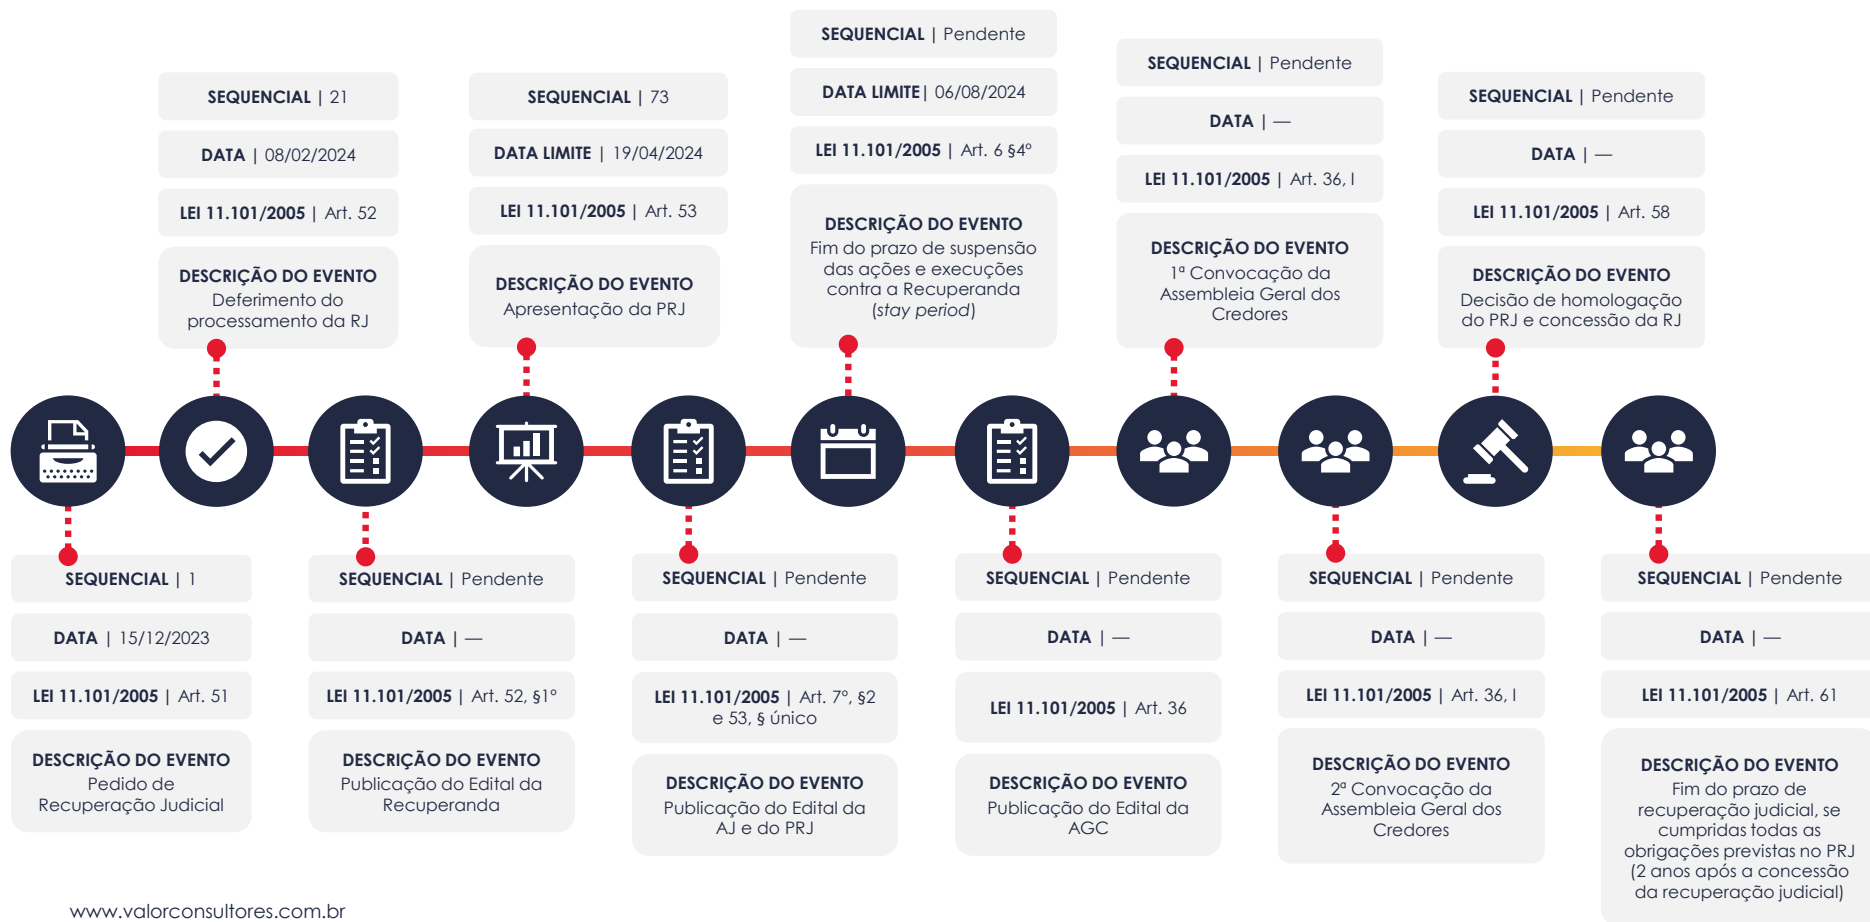 SEQUENCIAL | 1
DATA | 15/12/2023
LEI 11.101/2005 | Art. 51
DESCRIÇÃO DO EVENTO
Pedido de
Recuperação Judicial
SEQUENCIAL | 21
DATA | 08/02/2024
LEI 11.101/2005 | Art. 52
DESCRIÇÃO DO EVENTO
Deferimento do
processamento da RJ
SEQUENCIAL | Pendente
DATA | —
LEI 11.101/2005 | Art. 52, §1º
DESCRIÇÃO DO EVENTO
Publicação do Edital da
Recuperanda
SEQUENCIAL | 73
DATA LIMITE | 19/04/2024
LEI 11.101/2005 | Art. 53
DESCRIÇÃO DO EVENTO
Apresentação da PRJ
SEQUENCIAL | Pendente
DATA | —
LEI 11.101/2005 | Art. 7º, §2
e 53, § único
DESCRIÇÃO DO EVENTO
Publicação do Edital da
AJ e do PRJ
SEQUENCIAL | Pendente
DATA LIMITE| 06/08/2024
LEI 11.101/2005 | Art. 6 §4º
DESCRIÇÃO DO EVENTO
Fim do prazo de suspensão
das ações e execuções
contra a Recuperanda
(stay period)
SEQUENCIAL | Pendente
DATA | —
LEI 11.101/2005 | Art. 36
DESCRIÇÃO DO EVENTO
Publicação do Edital da
AGC
SEQUENCIAL | Pendente
DATA | —
LEI 11.101/2005 | Art. 36, I
DESCRIÇÃO DO EVENTO
1ª Convocação da
Assembleia Geral dos
Credores
SEQUENCIAL | Pendente
DATA | —
LEI 11.101/2005 | Art. 36, I
DESCRIÇÃO DO EVENTO
2ª Convocação da
Assembleia Geral dos
Credores
SEQUENCIAL | Pendente
DATA | —
LEI 11.101/2005 | Art. 58
DESCRIÇÃO DO EVENTO
Decisão de homologação
do PRJ e concessão da RJ
SEQUENCIAL | Pendente
DATA | —
LEI 11.101/2005 | Art. 61
DESCRIÇÃO DO EVENTO
Fim do prazo de
recuperação judicial, se
cumpridas todas as
obrigações previstas no PRJ
(2 anos após a concessão
da recuperação judicial)
www.valorconsultores.com.br